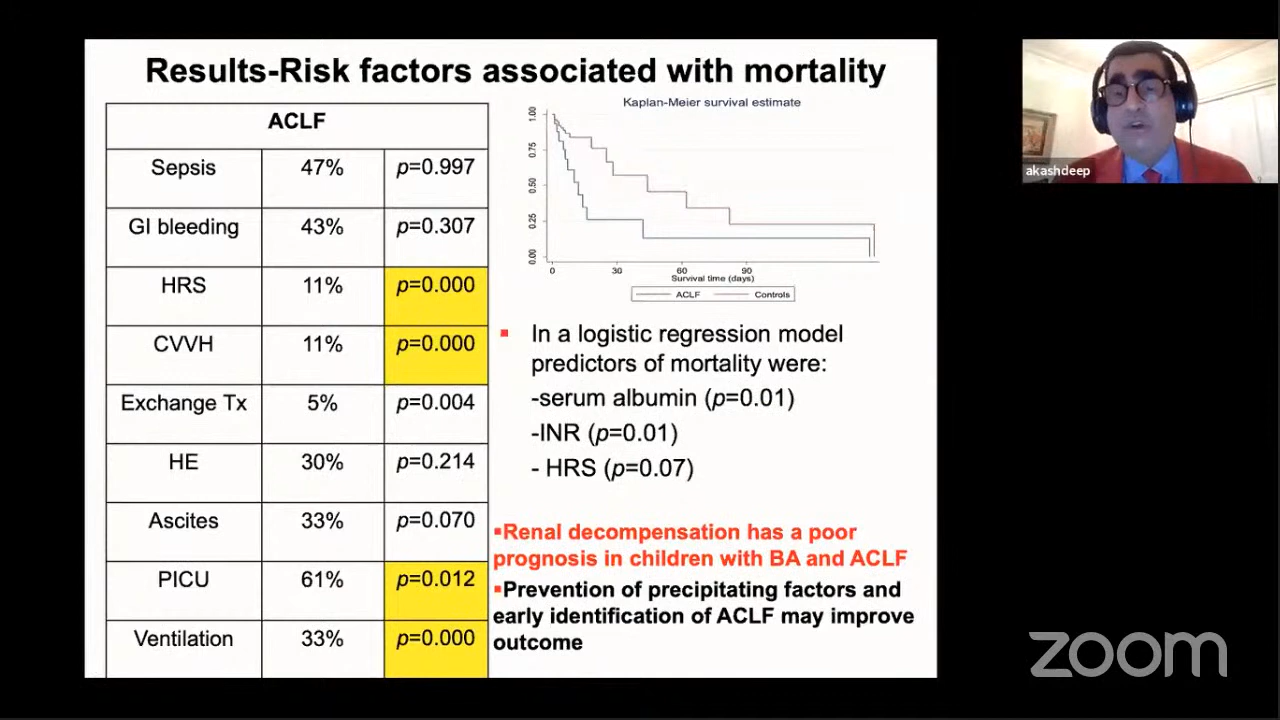 Results-Risk factors associated with mortality
ACLF
Sepsis 47% p=0.997
GI bleeding 43% p=0.307
HRS 11% p=0.000
CVVH 11% p=0.000
Exchange Tx 5% p=0.004
HE 30% p=0.214
Ascites 33% p=0.070
PICU 61% p=0.012
Ventilation 33% p=0.000
Kaplan-Meier survival estimate
1.00
0.75
0.50
0.25
0.00
0 30 60 90
Survival time (days)
ACLF Controls
▪ In a logistic regression model
predictors of mortality were:
-serum albumin (p=0.01)
-INR (p=0.01)
- HRS (p=0.07)
▪Renal decompensation has a poor
prognosis in children with BA and ACLF
▪Prevention of precipitating factors and
early identification of ACLF may improve
outcome
akashdeep
zoom